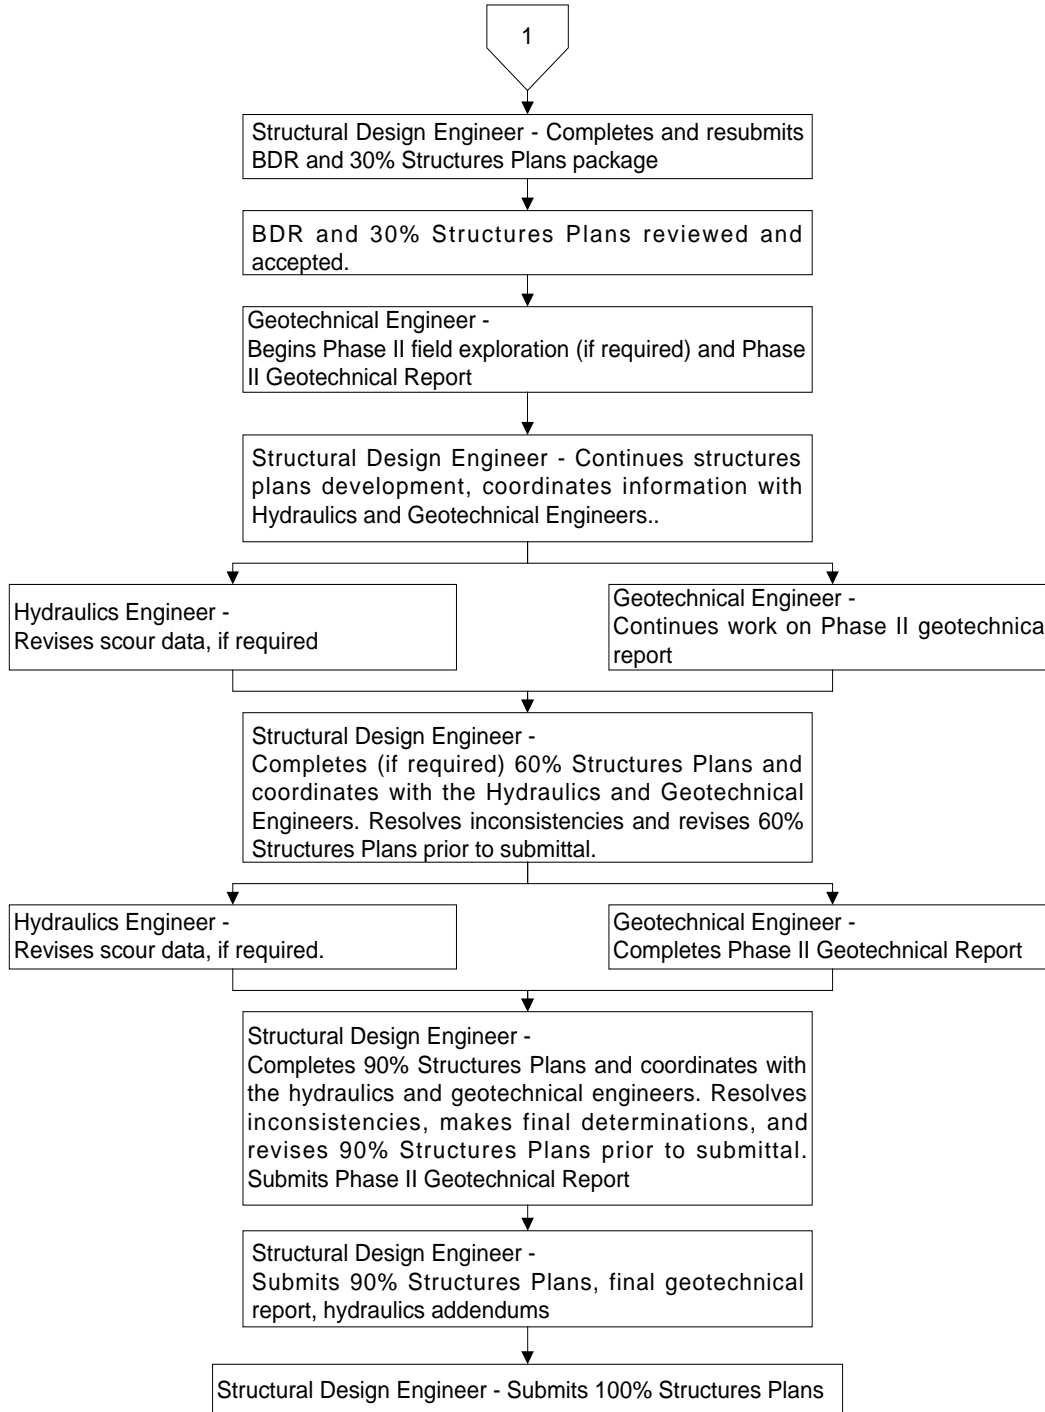 1
Structural Design Engineer - Completes and resubmits
BDR and 30% Structures Plans package
BDR and 30% Structures Plans reviewed and
accepted.
Geotechnical Engineer -
Begins Phase II field exploration (if required) and Phase
II Geotechnical Report
Structural Design Engineer - Continues structures
plans development, coordinates information with
Hydraulics and Geotechnical Engineers..
Hydraulics Engineer -
Revises scour data, if required
Geotechnical Engineer -
Continues work on Phase II geotechnica
report
Structural Design Engineer -
Completes (if required) 60% Structures Plans and
coordinates with the Hydraulics and Geotechnical
Engineers. Resolves inconsistencies and revises 60%
Structures Plans prior to submittal.
Hydraulics Engineer -
Revises scour data, if required.
Geotechnical Engineer -
Completes Phase II Geotechnical Report
Structural Design Engineer -
Completes 90% Structures Plans and coordinates with
the hydraulics and geotechnical engineers. Resolves
inconsistencies, makes final determinations, and
revises 90% Structures Plans prior to submittal.
Submits Phase II Geotechnical Report
Structural Design Engineer -
Submits 90% Structures Plans, final geotechnical
report, hydraulics addendums
Structural Design Engineer - Submits 100% Structures Plans